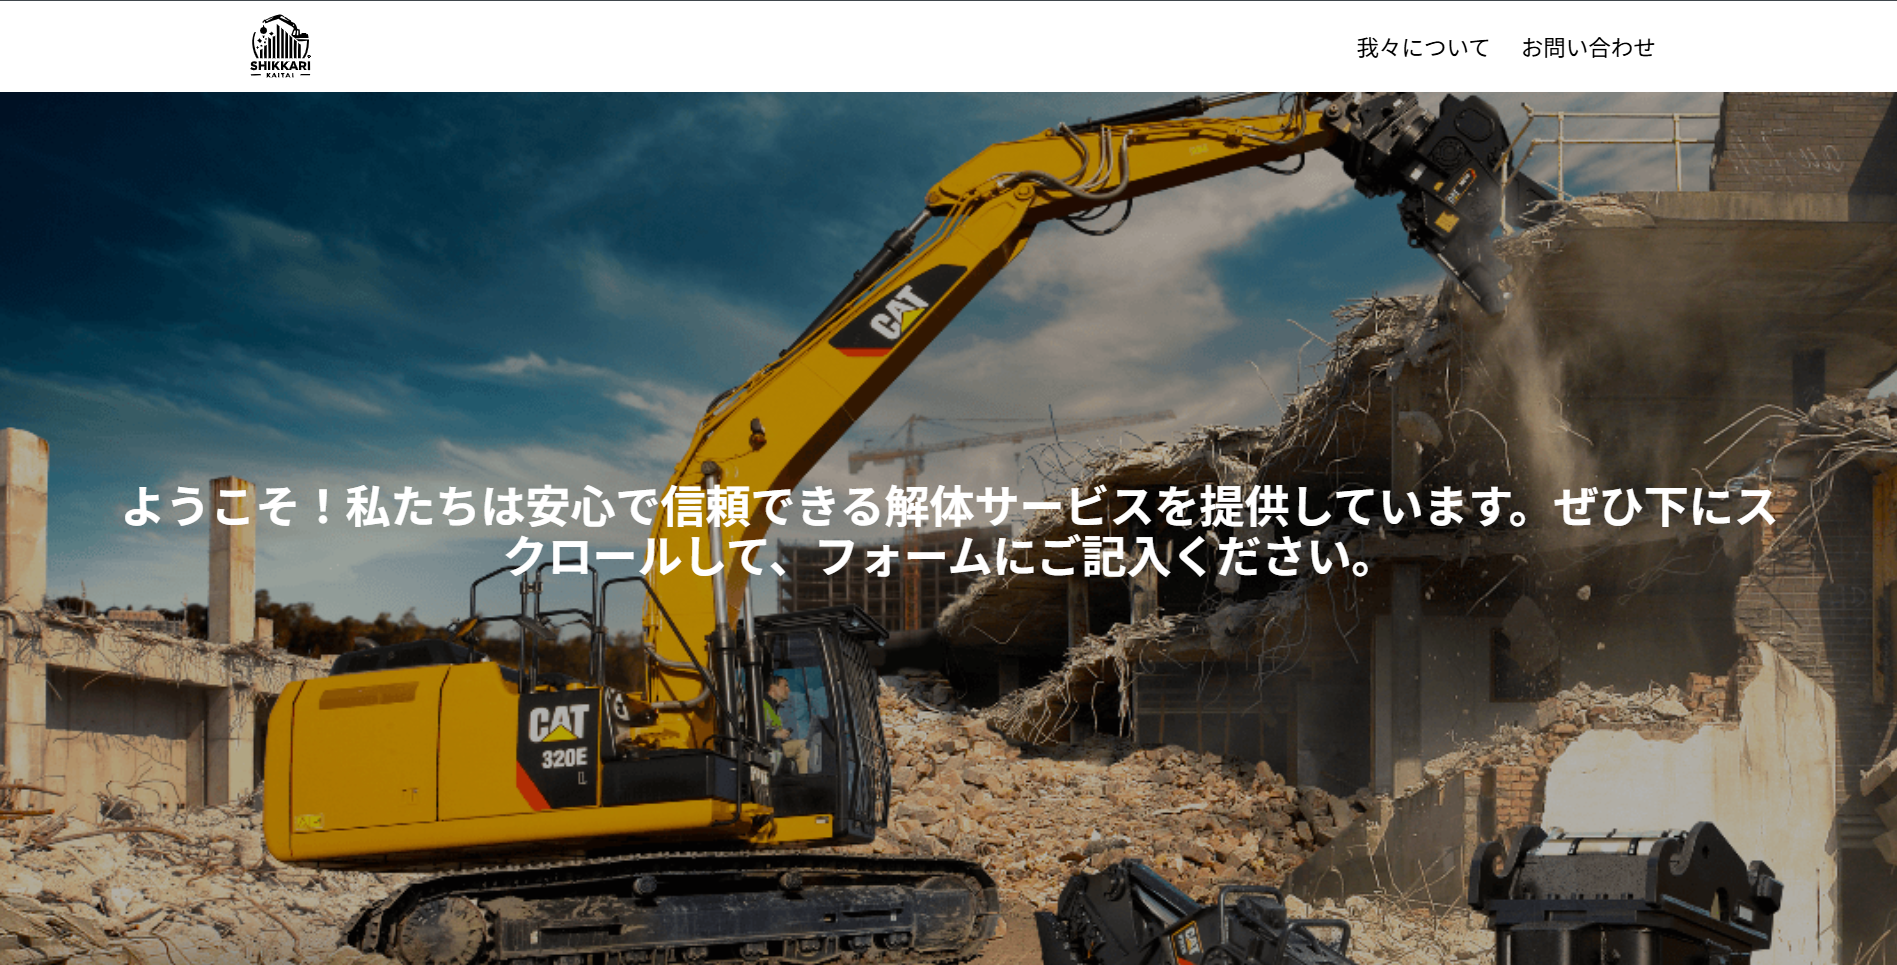 SHIKKARI
KAITAI
我々について
お問い合わせ
CAT
ようこそ！私たちは安心で信頼できる解体サービスを提供しています。ぜひ下にス
クロールして、フォームにご記入ください。
CAT
320E
L